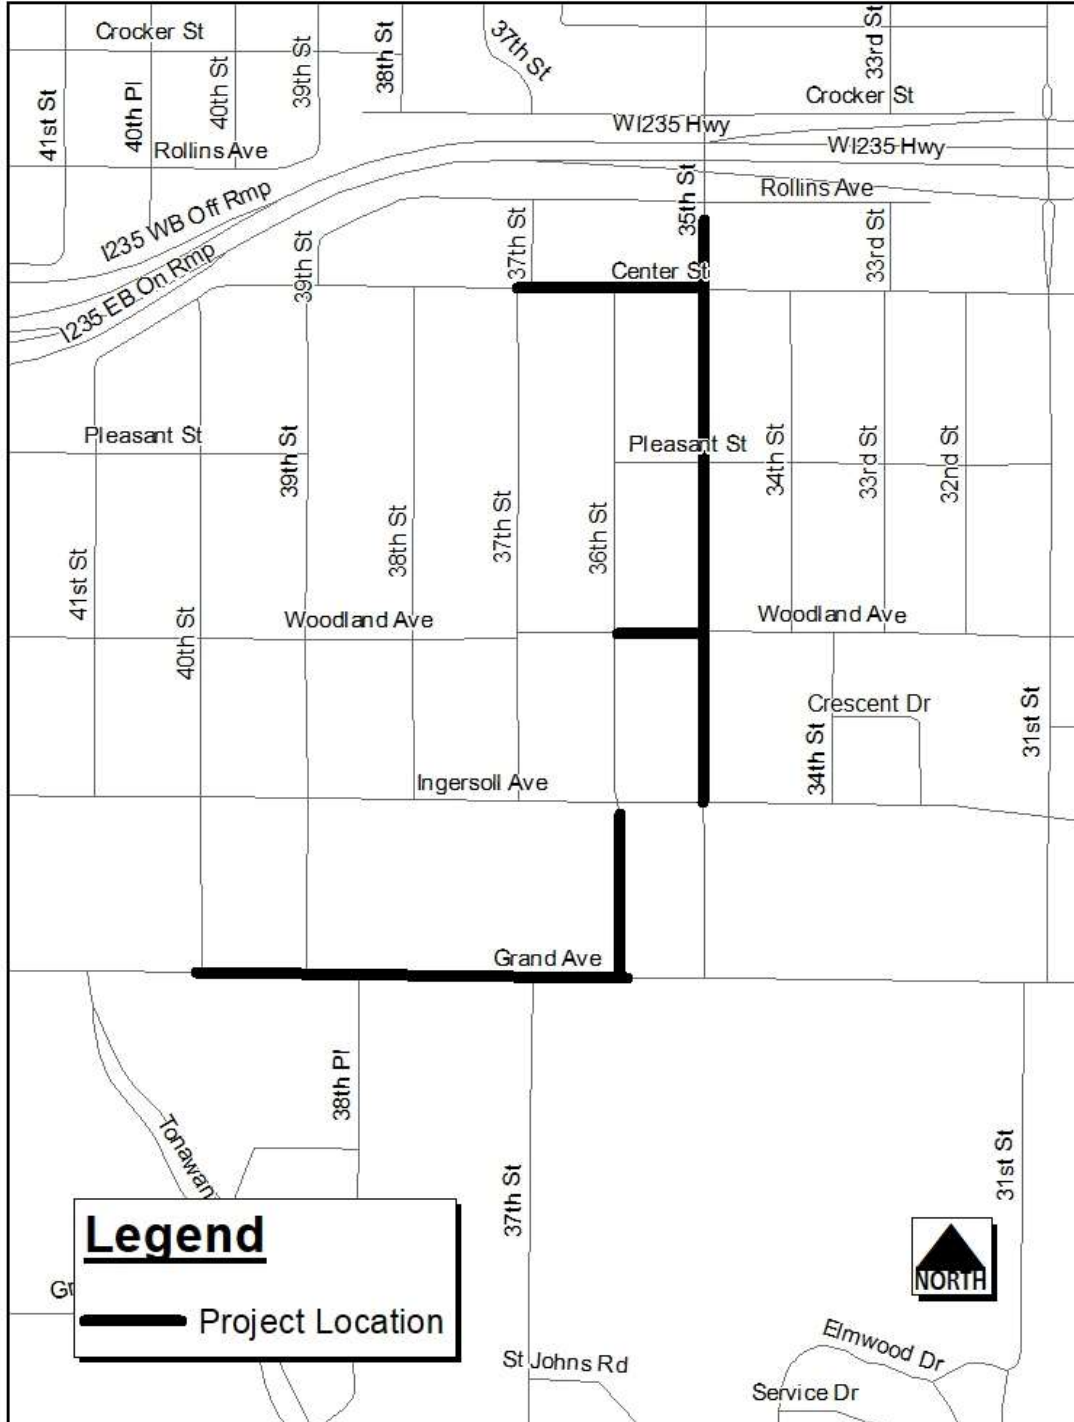 Crocker St
38th St
37th St
33rd St
39th St
40th St
40th Pl
41st St
Crocker St
W I235 Hwy
W I235 Hwy
Rollins Ave
Rollins Ave
35th St
I235 WB Off Rmp
I235 EB On Rmp
39th St
37th St
Center St
33rd St
Pleasant St
Pleasant St
39th St
34th St
33rd St
32nd St
38th St
37th St
36th St
41st St
40th St
Woodland Ave
Woodland Ave
Crescent Dr
34th St
31st St
Ingersoll Ave
Grand Ave
38th Pl
Tonawan
37th St
31st St
Legend
Project Location
NORTH
Gr
St Johns Rd
Elmwood Dr
Service Dr